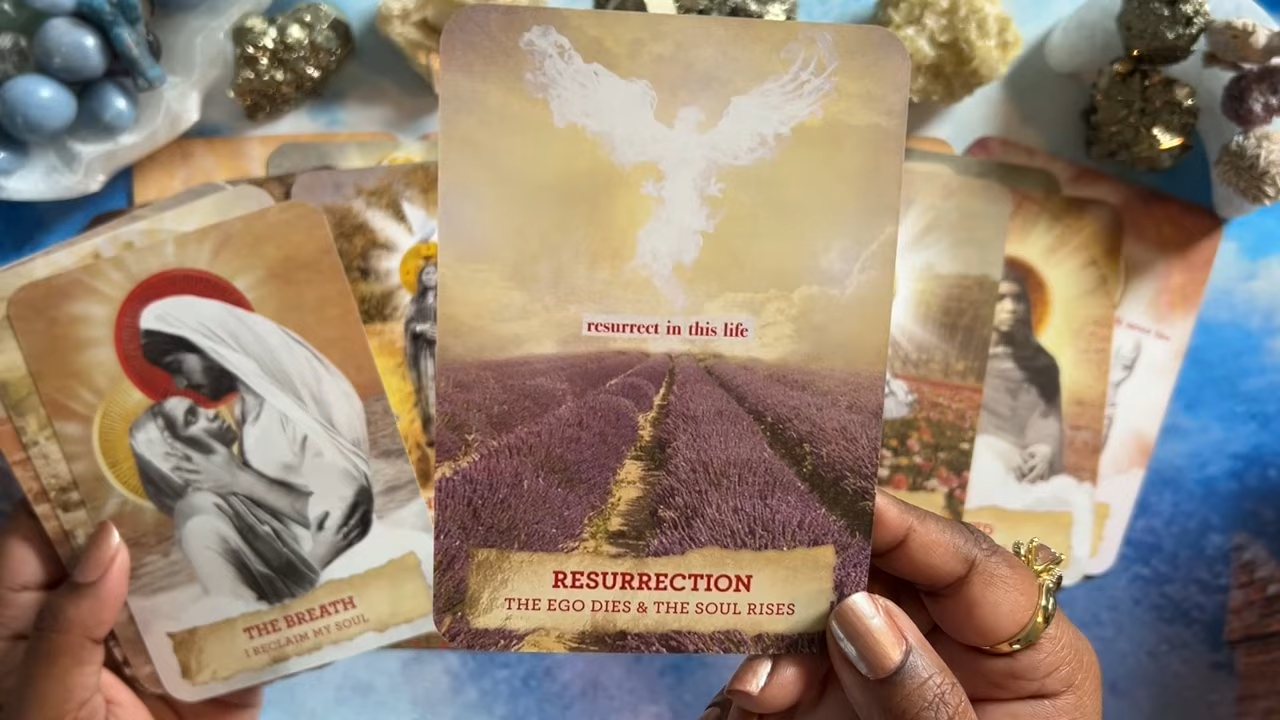 resurrect in this life
RESURRECTION
THE EGO DIES & THE SOUL RISES
THE BREATH
I RECLAIM MY SOUL